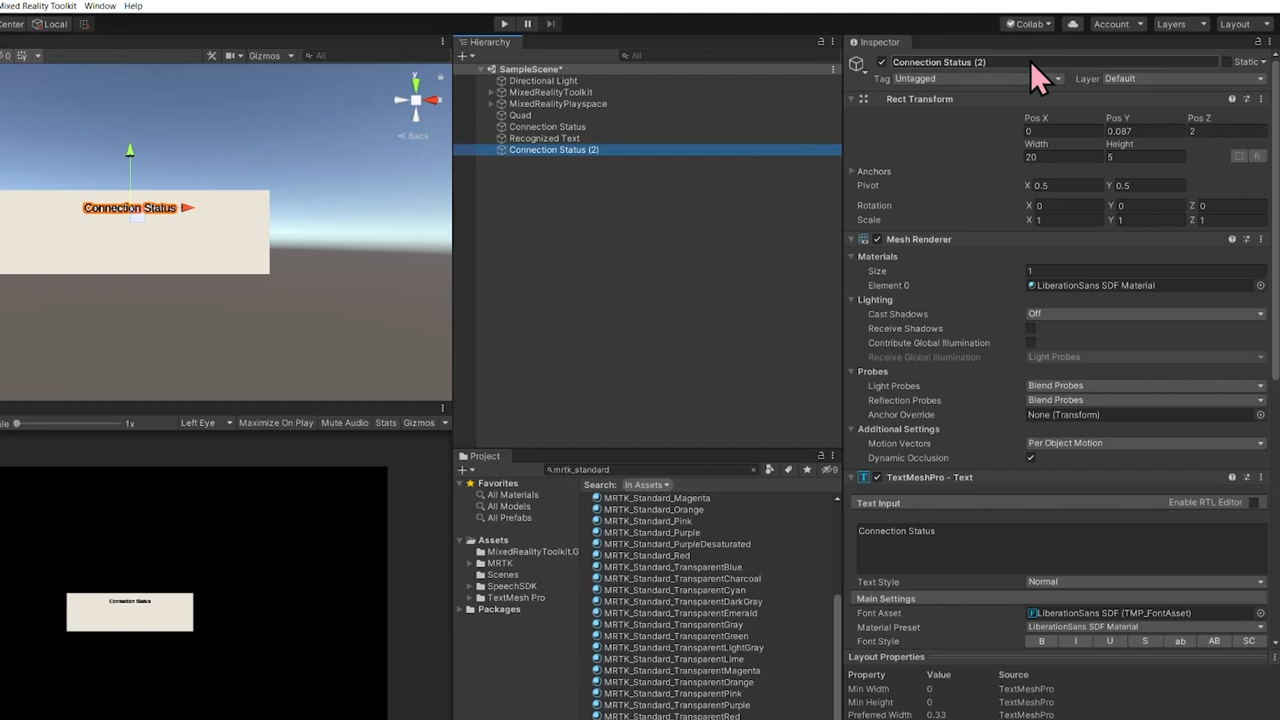 Mixed Reality Toolkit Window Help
Center Local
Collab Account Layers Layout
0 Gizmos All
y
x
Back
Connection Status
1x Left Eye Maximize On Play Mute Audio Stats Gizmos
Connection Status
Hierarchy
All
SampleScene*
Directional Light
MixedRealityToolkit
MixedRealityPlayspace
Quad
Connection Status
Recognized Text
Connection Status (2)
Project
mrtk_standard 9
Favorites
All Materials
All Models
All Prefabs
Assets
MixedRealityToolkit.G
MRTK
Scenes
SpeechSDK
TextMesh Pro
Packages
Search: In Assets
MRTK_Standard_Magenta
MRTK_Standard_Orange
MRTK_Standard_Pink
MRTK_Standard_Purple
MRTK_Standard_PurpleDesaturated
MRTK_Standard_Red
MRTK_Standard_TransparentBlue
MRTK_Standard_TransparentCharcoal
MRTK_Standard_TransparentCyan
MRTK_Standard_TransparentDarkGray
MRTK_Standard_TransparentEmerald
MRTK_Standard_TransparentGray
MRTK_Standard_TransparentGreen
MRTK_Standard_TransparentLightGray
MRTK_Standard_TransparentLime
MRTK_Standard_TransparentMagenta
MRTK_Standard_TransparentOrange
MRTK_Standard_TransparentPink
MRTK_Standard_TransparentPurple
MRTK_Standard_TransparentRed
Inspector
Connection Status (2) Static
Tag Untagged Layer Default
Rect Transform
Pos X Pos Y Pos Z
0 0.087 2
Width Height
20 5 R
Anchors
Pivot X 0.5 Y 0.5
Rotation X 0 Y 0 Z 0
Scale X 1 Y 1 Z 1
Mesh Renderer
Materials
Size 1
Element 0 LiberationSans SDF Material
Lighting
Cast Shadows Off
Receive Shadows
Contribute Global Illumination
Receive Global Illumination Light Probes
Probes
Light Probes Blend Probes
Reflection Probes Blend Probes
Anchor Override None (Transform)
Additional Settings
Motion Vectors Per Object Motion
Dynamic Occlusion
TextMeshPro - Text
Text Input Enable RTL Editor
Connection Status
Text Style Normal
Main Settings
Font Asset LiberationSans SDF (TMP_FontAsset)
Material Preset LiberationSans SDF Material
Font Style B I U S ab AB SC
Layout Properties
Property Value Source
Min Width 0 TextMeshPro
Min Height 0 TextMeshPro
Preferred Width 0.33 TextMeshPro